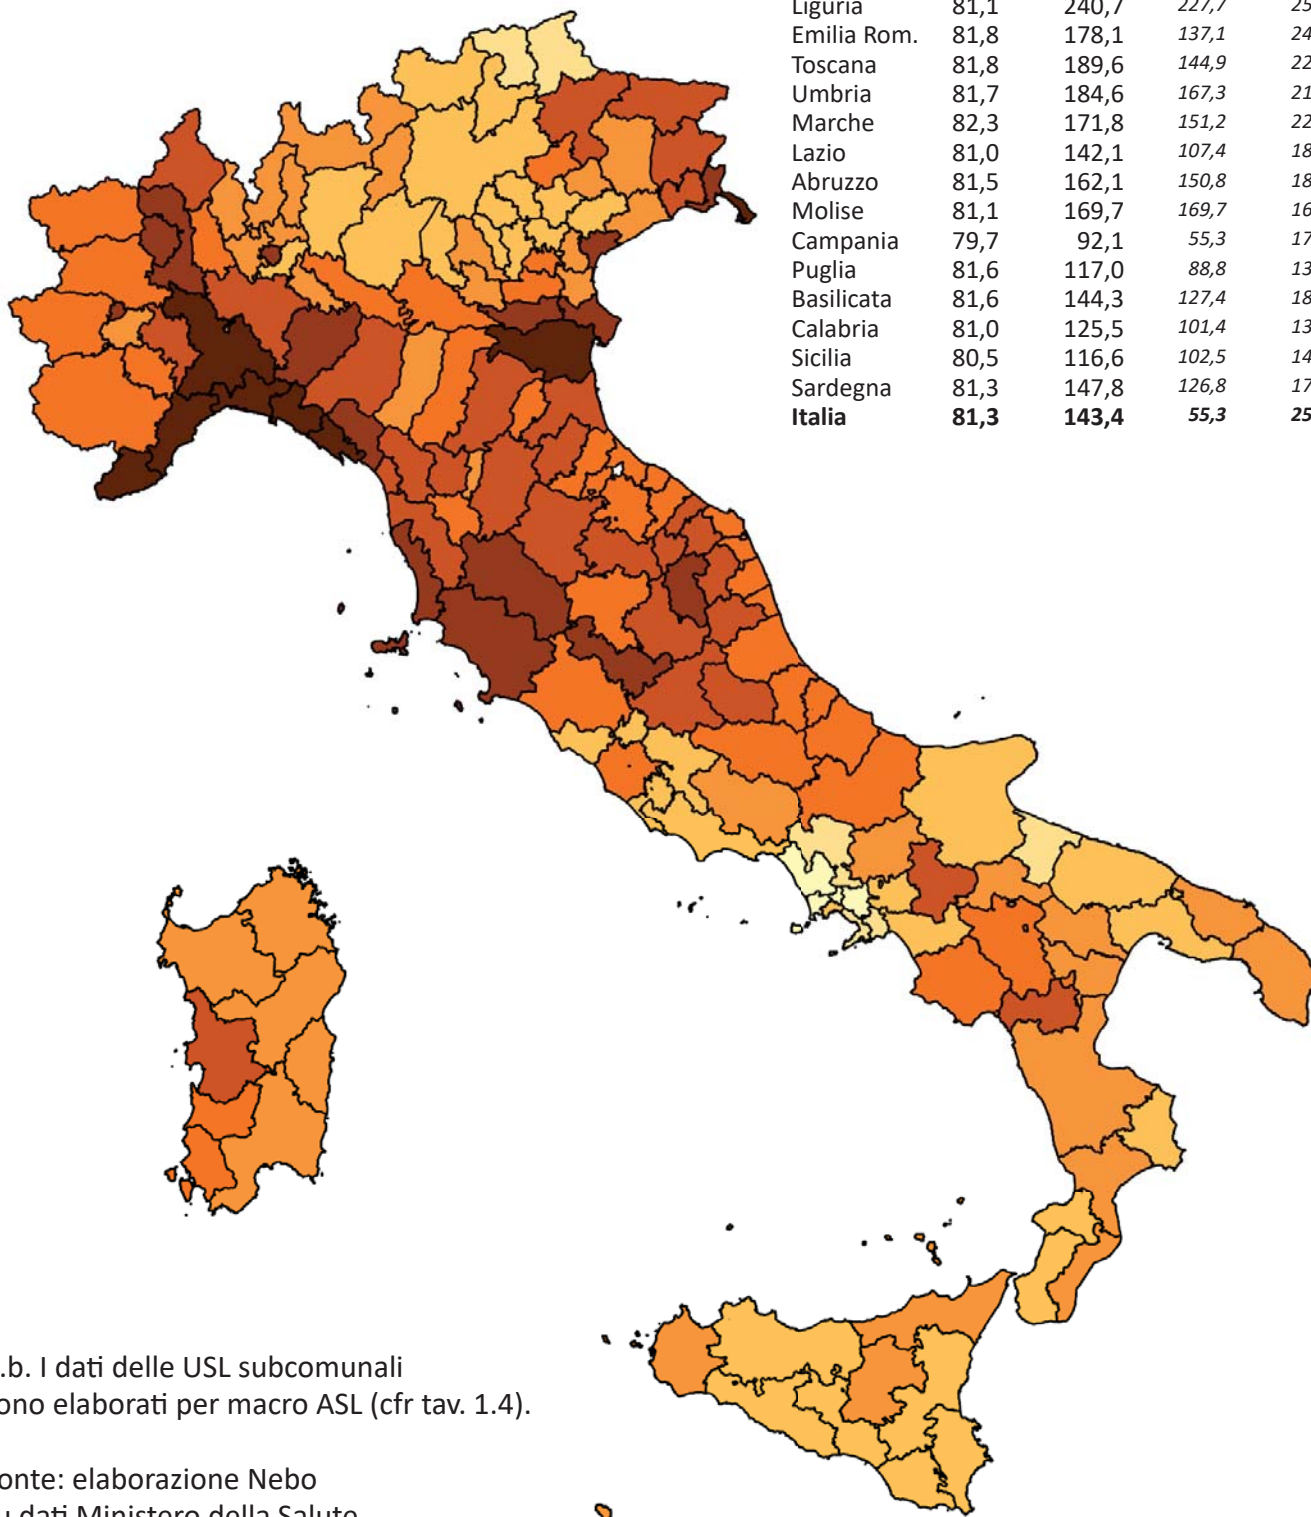 Liguria 81,1 240,7 227,7 25
Emilia Rom. 81,8 178,1 137,1 24
Toscana 81,8 189,6 144,9 22
Umbria 81,7 184,6 167,3 21
Marche 82,3 171,8 151,2 22
Lazio 81,0 142,1 107,4 18
Abruzzo 81,5 162,1 150,8 18
Molise 81,1 169,7 169,7 16
Campania 79,7 92,1 55,3 17
Puglia 81,6 117,0 88,8 13
Basilicata 81,6 144,3 127,4 18
Calabria 81,0 125,5 101,4 13
Sicilia 80,5 116,6 102,5 14
Sardegna 81,3 147,8 126,8 17
Italia 81,3 143,4 55,3 25
.b. I dati delle USL subcomunali
ono elaborati per macro ASL (cfr tav. 1.4).
onte: elaborazione Nebo
u dati Ministero della Salute